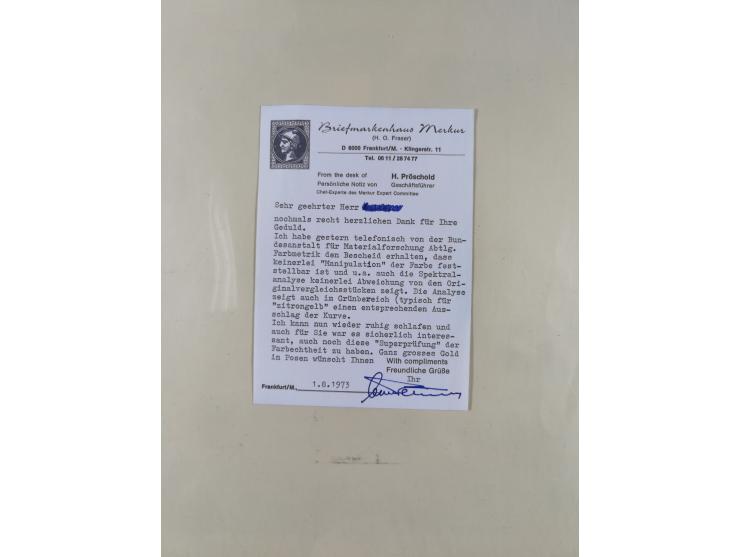 Briefmarkenhaus Merkur
(H. O. Fraser)
D 6000 Frankfurt/M. - Klingerstr. 11
Tel. 06 11 / 28 74 77
From the desk of H. Pröschold
Persönliche Notiz von Geschäftsführer
Chef-Experte des Merkur Expert Committee
Sehr geehrter Herr
nochmals recht herzlichen Dank für Ihre
Geduld.
Ich habe gestern telefonisch von der Bun-
desanstalt für Materialforschung Abtlg.
Farbmetrik den Bescheid erhalten, dass
keinerlei "Manipulation" der Farbe fest-
stellbar ist und u.a. auch die Spektral-
analyse keinerlei Abweichung von den Ori-
ginalvergleichsstücken zeigt. Die Analyse
zeigt auch im Grünbereich (typisch für
"zitrongelb" einen entsprechenden Aus-
schlag der Kurve.
Ich kann nun wieder ruhig schlafen und
auch für Sie war es sicherlich interes-
sant, auch noch diese "Superprüfung" der
Farbechtheit zu haben. Ganz grosses Gold
in Posen wünscht Ihnen With compliments
Freundliche Grüße
Ihr
Frankfurt/M., 1.8.1973